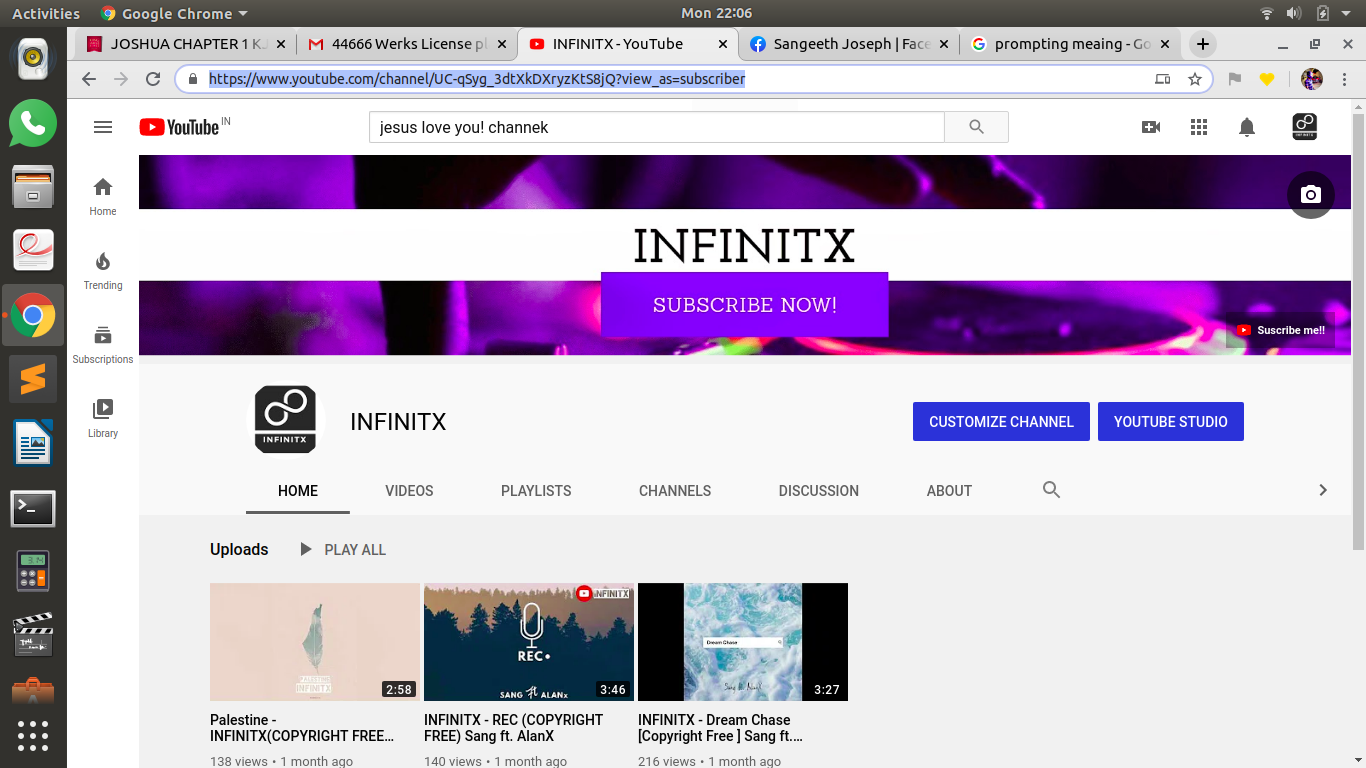 Activities
Google Chrome
Mon 22:06
JOSHUA CHAPTER 1 KJ
44666 Werks License pl
INFINITX - YouTube
Sangeeth Joseph | Face
prompting meaing - Go
https://www.youtube.com/channel/UC-qSyg_3dtXkDXryzKtS8jQ?view_as=subscriber
YouTube IN
jesus love you! channek
Home
Trending
Subscriptions
Library
INFINITX
SUBSCRIBE NOW!
Suscribe me!!
INFINITX
INFINITX
CUSTOMIZE CHANNEL
YOUTUBE STUDIO
HOME
VIDEOS
PLAYLISTS
CHANNELS
DISCUSSION
ABOUT
Uploads
PLAY ALL
INFINITX
2:58
INFINITX
REC
SANG ft ALANx
3:46
Dream Chase
3:27
Palestine -
INFINITX(COPYRIGHT FREE...
138 views • 1 month ago
INFINITX - REC (COPYRIGHT
FREE) Sang ft. AlanX
140 views • 1 month ago
INFINITX - Dream Chase
[Copyright Free ] Sang ft....
216 views • 1 month ago